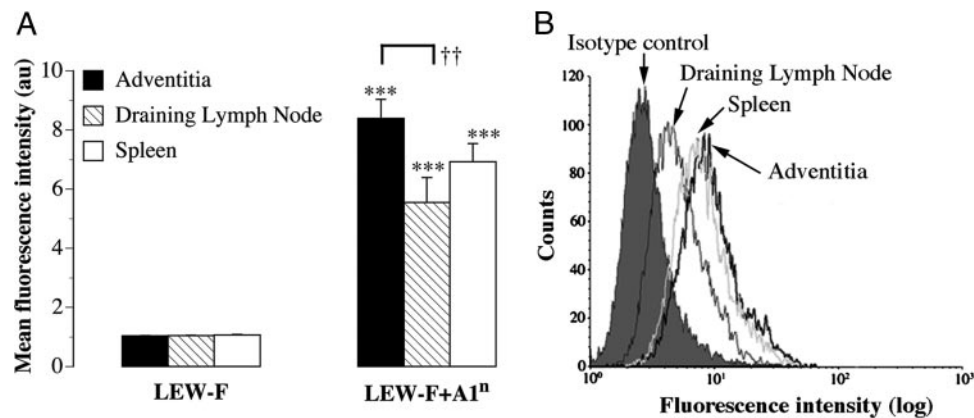 A
Mean fluorescence intensity (au)
10
8
6
4
2
0
Adventitia
Draining Lymph Node
Spleen
††
***
***
***
LEW-F
LEW-F+A1ⁿ
B
Isotype control
Draining Lymph Node
Spleen
Adventitia
Counts
120
100
80
60
40
20
0
10⁰
10¹
10²
10³
Fluorescence intensity (log)